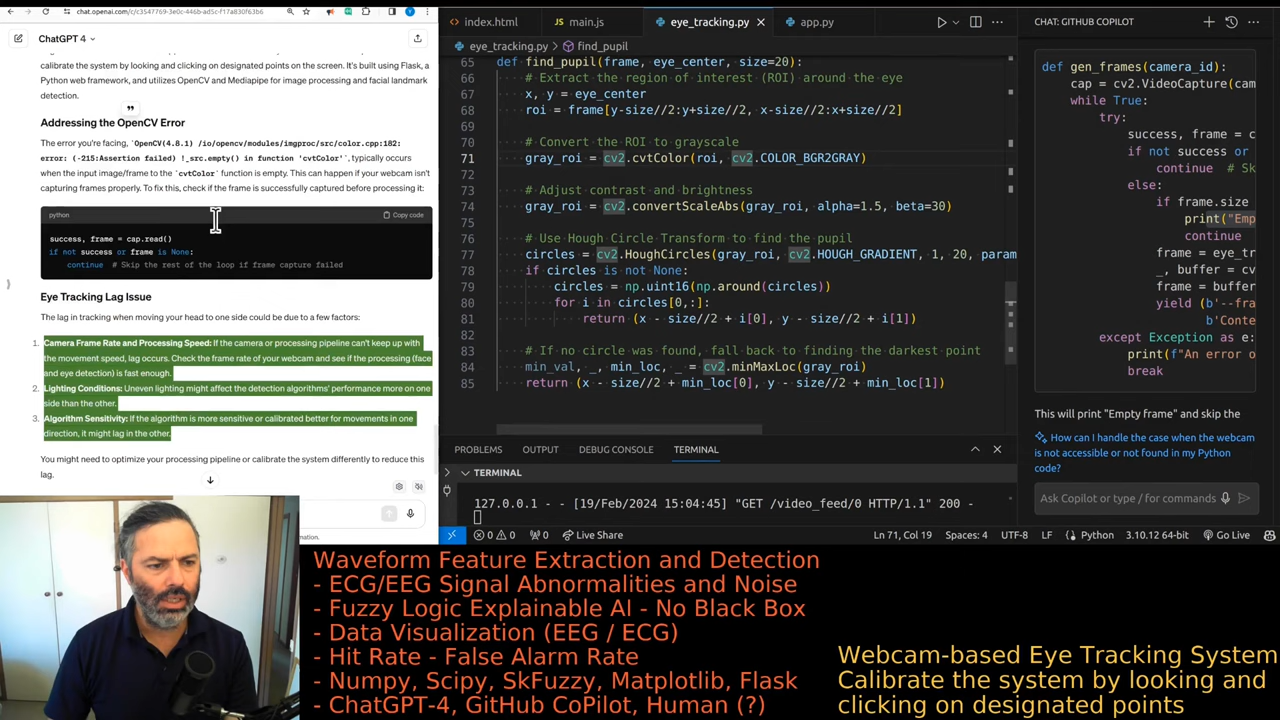 chat.openai.com/c/c3547769-3e0c-446b-ad5c-f17a830f63b6
ChatGPT 4
calibrate the system by looking and clicking on designated points on the screen. It's built using Flask, a
Python web framework, and utilizes OpenCV and Mediapipe for image processing and facial landmark
detection.
Addressing the OpenCV Error
The error you're facing, `OpenCV(4.8.1) /io/opencv/modules/imgproc/src/color.cpp:182:
error: (-215:Assertion failed) !_src.empty() in function 'cvtColor'`, typically occurs
when the input image/frame to the `cvtColor` function is empty. This can happen if your webcam isn't
capturing frames properly. To fix this, check if the frame is successfully captured before processing it:
python
Copy code
success, frame = cap.read()
if not success or frame is None:
continue # Skip the rest of the loop if frame capture failed
Eye Tracking Lag Issue
The lag in tracking when moving your head to one side could be due to a few factors:
1. Camera Frame Rate and Processing Speed: If the camera or processing pipeline can't keep up with
the movement speed, lag occurs. Check the frame rate of your webcam and see if the processing (face
and eye detection) is fast enough.
2. Lighting Conditions: Uneven lighting might affect the detection algorithms' performance more on one
side than the other.
3. Algorithm Sensitivity: If the algorithm is more sensitive or calibrated better for movements in one
direction, it might lag in the other.
You might need to optimize your processing pipeline or calibrate the system differently to reduce this
lag.
index.html
JS main.js
eye_tracking.py
app.py
eye_tracking.py > find_pupil
65 def find_pupil(frame, eye_center, size=20):
66 # Extract the region of interest (ROI) around the eye
67 x, y = eye_center
68 roi = frame[y-size//2:y+size//2, x-size//2:x+size//2]
69
70 # Convert the ROI to grayscale
71 gray_roi = cv2.cvtColor(roi, cv2.COLOR_BGR2GRAY)
72
73 # Adjust contrast and brightness
74 gray_roi = cv2.convertScaleAbs(gray_roi, alpha=1.5, beta=30)
75
76 # Use Hough Circle Transform to find the pupil
77 circles = cv2.HoughCircles(gray_roi, cv2.HOUGH_GRADIENT, 1, 20, param
78 if circles is not None:
79 circles = np.uint16(np.around(circles))
80 for i in circles[0,:]:
81 return (x - size//2 + i[0], y - size//2 + i[1])
82
83 # If no circle was found, fall back to finding the darkest point
84 min_val, _, min_loc, _ = cv2.minMaxLoc(gray_roi)
85 return (x - size//2 + min_loc[0], y - size//2 + min_loc[1])
PROBLEMS OUTPUT DEBUG CONSOLE TERMINAL
TERMINAL
127.0.0.1 - - [19/Feb/2024 15:04:45] "GET /video_feed/0 HTTP/1.1" 200 -
0 0 0 Live Share
Ln 71, Col 19 Spaces: 4 UTF-8 LF Python 3.10.12 64-bit Go Live
CHAT: GITHUB COPILOT
def gen_frames(camera_id):
cap = cv2.VideoCapture(cam
while True:
try:
success, frame = c
if not success or
continue # Sk
else:
if frame.size
print("Emp
continue
frame = eye_tr
_, buffer = cv
frame = buffer
yield (b'--fra
b'Conte
except Exception as e:
print(f"An error o
break
This will print "Empty frame" and skip the
How can I handle the case when the webcam
is not accessible or not found in my Python
code?
Ask Copilot or type / for commands
Waveform Feature Extraction and Detection
- ECG/EEG Signal Abnormalities and Noise
- Fuzzy Logic Explainable AI - No Black Box
- Data Visualization (EEG / ECG)
- Hit Rate - False Alarm Rate
- Numpy, Scipy, SkFuzzy, Matplotlib, Flask
- ChatGPT-4, GitHub CoPilot, Human (?)
Webcam-based Eye Tracking System
Calibrate the system by looking and
clicking on designated points